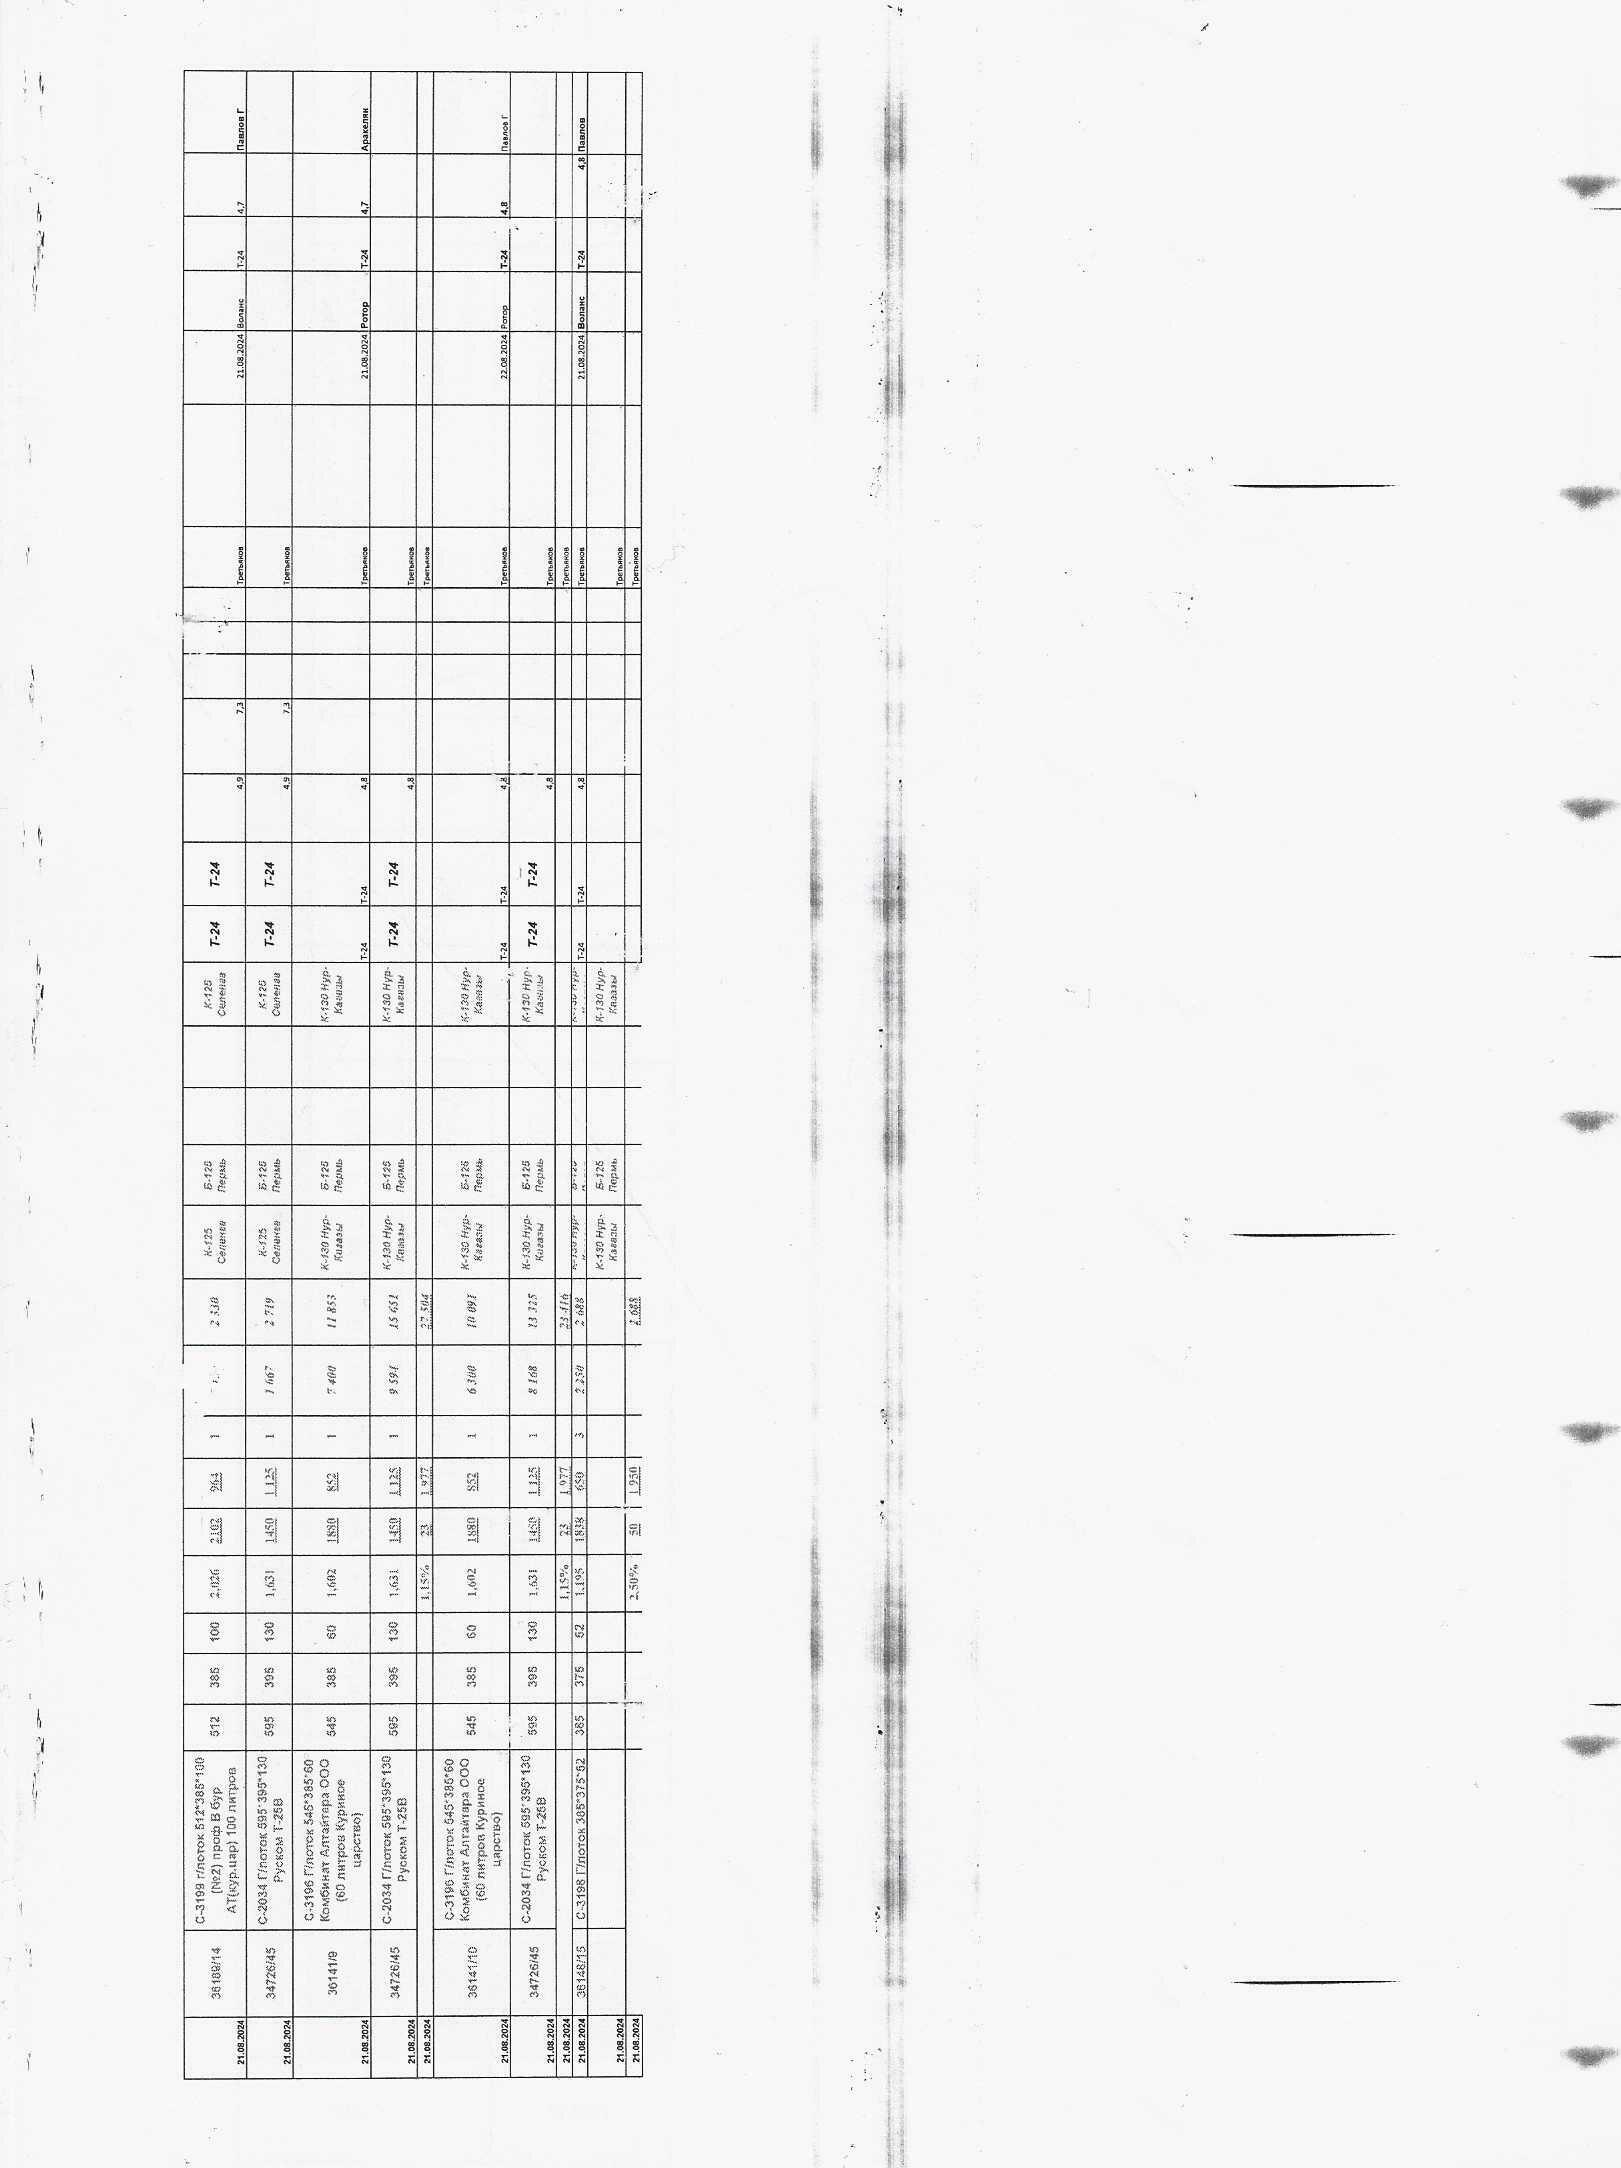 21.08.2024 36189/14 С-3199 г/лоток 512*385*100 (№2) проф В бур АТ(кур.цар) 100 литров 512 385 100 2,026 2102 964 1 2 330 К-125 Селенга Б-125 Пермь К-125 Селенга Т-24 Т-24 4,9 7,3 Третьяков 21.08.2024 Воланс Т-24 4,7 Павлов Г
21.08.2024 34726/45 С-2034 Г/лоток 595*395*130 Руском Т-25В 595 395 130 1,631 1450 1 125 1 1 667 2 719 К-125 Селенга Б-125 Пермь К-125 Селенга Т-24 Т-24 4,9 7,3 Третьяков
21.08.2024 36141/9 С-3196 Г/лоток 545*385*60 Комбинат Алтайтара ООО (60 литров Куриное царство) 545 385 60 1,602 1880 852 1 7 400 11 853 К-130 Нур-Кагазы Б-125 Пермь К-130 Нур-Кагазы Т-24 Т-24 4,8 Третьяков 21.08.2024 Ротор Т-24 4,7 Аракелян
21.08.2024 34726/45 С-2034 Г/лоток 595*395*130 Руском Т-25В 595 395 130 1,631 1450 1 125 1 9 594 15 651 К-130 Нур-Кагазы Б-125 Пермь К-130 Нур-Кагазы Т-24 Т-24 4,8 Третьяков
21.08.2024 1,15% 23 1 977 27 504 Третьяков
21.08.2024 36141/10 С-3196 Г/лоток 545*385*60 Комбинат Алтайтара ООО (60 литров Куриное царство) 545 385 60 1,602 1880 852 1 6 300 10 091 К-130 Нур-Кагазы Б-125 Пермь К-130 Нур-Кагазы Т-24 Т-24 4,8 Третьяков 22.08.2024 Ротор Т-24 4,8 Павлов Г
21.08.2024 34726/45 С-2034 Г/лоток 595*395*130 Руском Т-25В 595 395 130 1,631 1450 1 125 1 8 168 13 325 К-130 Нур-Кагазы Б-125 Пермь К-130 Нур-Кагазы Т-24 Т-24 4,8 Третьяков
21.08.2024 1,15% 23 1 977 23 416 Третьяков
21.08.2024 36146/15 С-3198 Г/лоток 385*375*52 385 375 52 1,195 1838 650 3 2 250 2 688 Т-24 Т-24 4,8 Третьяков 21.08.2024 Воланс Т-24 4,8 Павлов
21.08.2024 К-130 Нур-Кагазы Б-125 Пермь К-130 Нур-Кагазы Третьяков
21.08.2024 2,50% 50 1 950 2 688 Третьяков